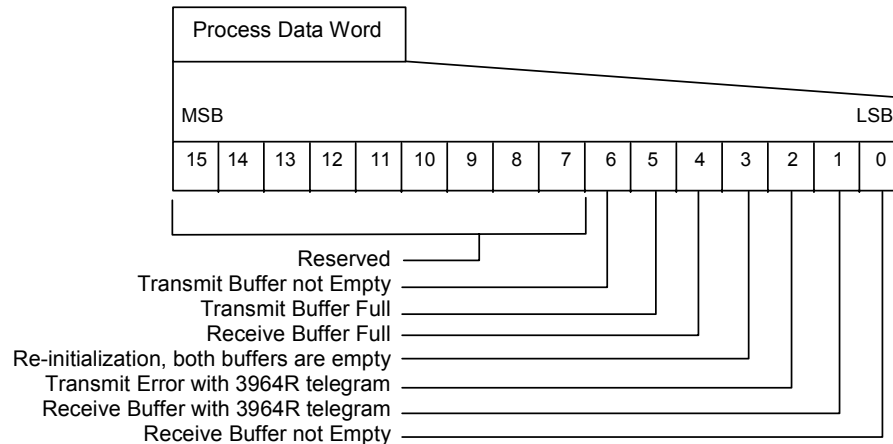 Process Data Word
MSB LSB
15 14 13 12 11 10 9 8 7 6 5 4 3 2 1 0
Reserved
Transmit Buffer not Empty
Transmit Buffer Full
Receive Buffer Full
Re-initialization, both buffers are empty
Transmit Error with 3964R telegram
Receive Buffer with 3964R telegram
Receive Buffer not Empty